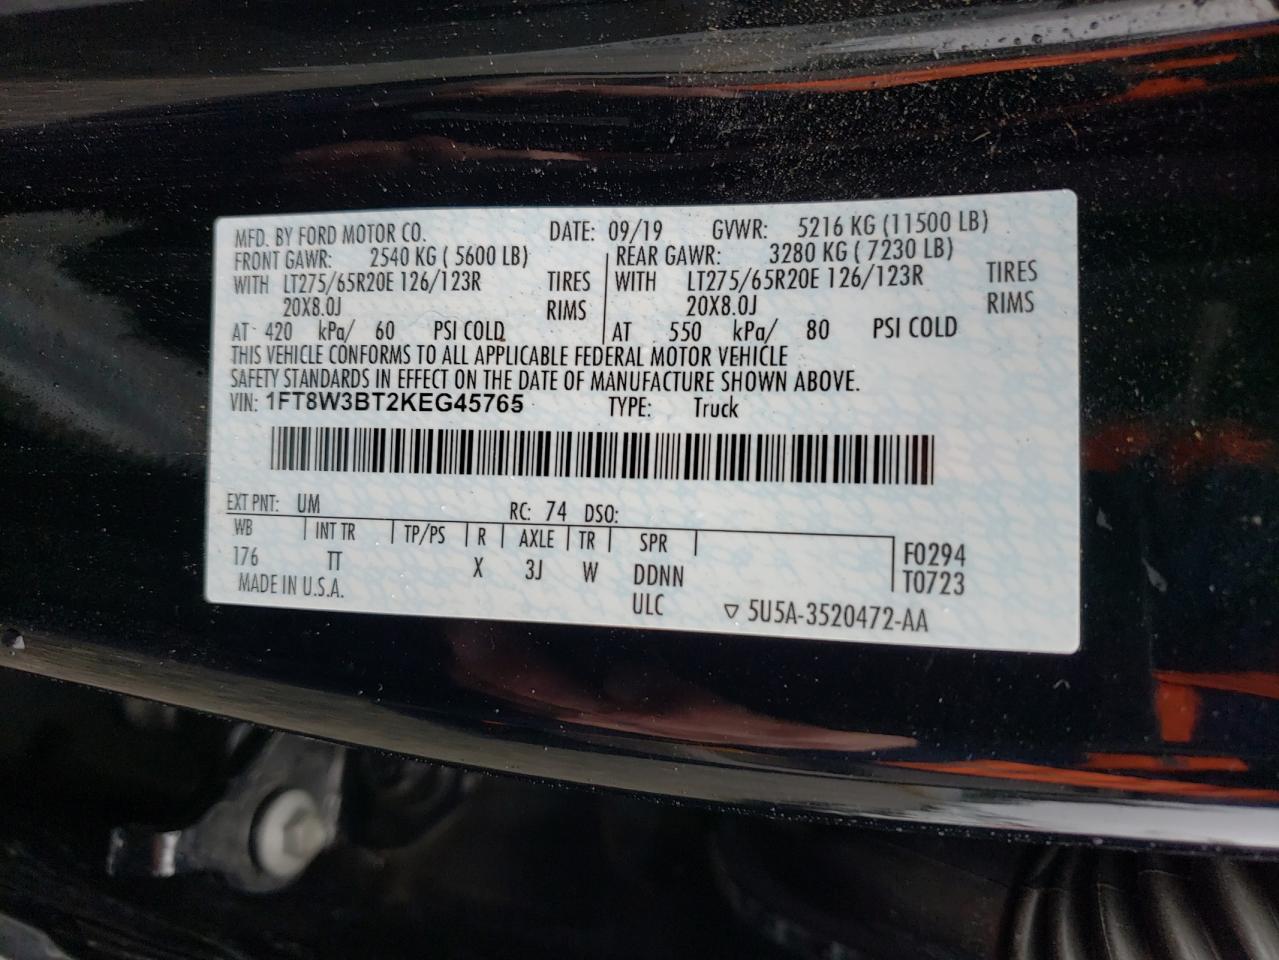 MFD. BY FORD MOTOR CO. DATE: 09/19 GVWR: 5216 KG (11500 LB)
FRONT GAWR: 2540 KG ( 5600 LB) REAR GAWR: 3280 KG ( 7230 LB)
WITH LT275/65R20E 126/123R TIRES WITH LT275/65R20E 126/123R TIRES
20X8.0J RIMS 20X8.0J RIMS
AT 420 kPa/ 60 PSI COLD AT 550 kPa/ 80 PSI COLD
THIS VEHICLE CONFORMS TO ALL APPLICABLE FEDERAL MOTOR VEHICLE
SAFETY STANDARDS IN EFFECT ON THE DATE OF MANUFACTURE SHOWN ABOVE.
VIN: 1FT8W3BT2KEG45765 TYPE: Truck
EXT PNT: UM RC: 74 DSO:
WB INT TR TP/PS R AXLE TR SPR F0294
176 TT X 3J W DDNN T0723
MADE IN U.S.A. ULC ▽ 5U5A-3520472-AA